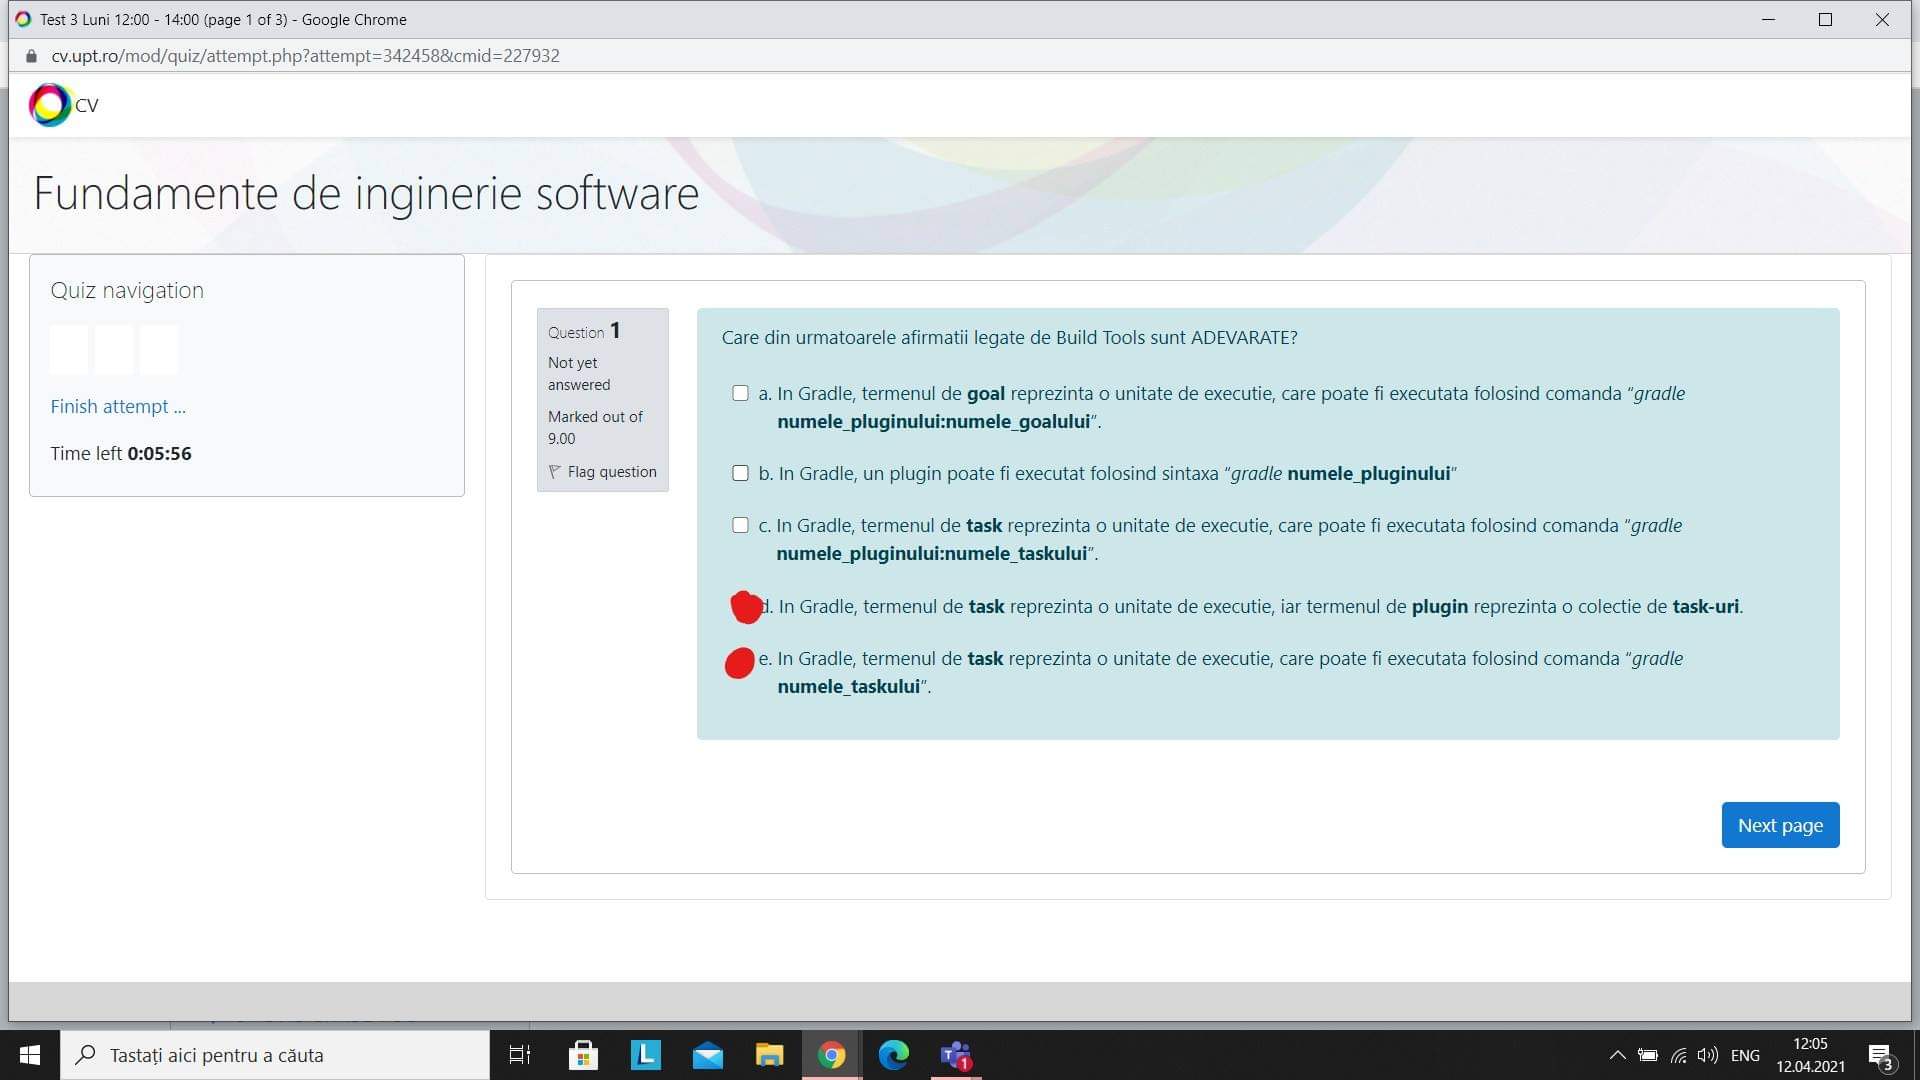 Test 3 Luni 12:00 - 14:00 (page 1 of 3) - Google Chrome
cv.upt.ro/mod/quiz/attempt.php?attempt=342458&cmid=227932
CV
Fundamente de inginerie software
Quiz navigation
Finish attempt ...
Time left 0:05:56
Question 1
Not yet
answered
Marked out of
9.00
Flag question
Care din urmatoarele afirmatii legate de Build Tools sunt ADEVARATE?
a. In Gradle, termenul de goal reprezinta o unitate de executie, care poate fi executata folosind comanda “gradle
numele_pluginului:numele_goalului”.
b. In Gradle, un plugin poate fi executat folosind sintaxa “gradle numele_pluginului”
c. In Gradle, termenul de task reprezinta o unitate de executie, care poate fi executata folosind comanda “gradle
numele_pluginului:numele_taskului”.
d. In Gradle, termenul de task reprezinta o unitate de executie, iar termenul de plugin reprezinta o colectie de task-uri.
e. In Gradle, termenul de task reprezinta o unitate de executie, care poate fi executata folosind comanda “gradle
numele_taskului”.
Next page
Tastați aici pentru a căuta
L
T
1
ENG
12:05
12.04.2021
3